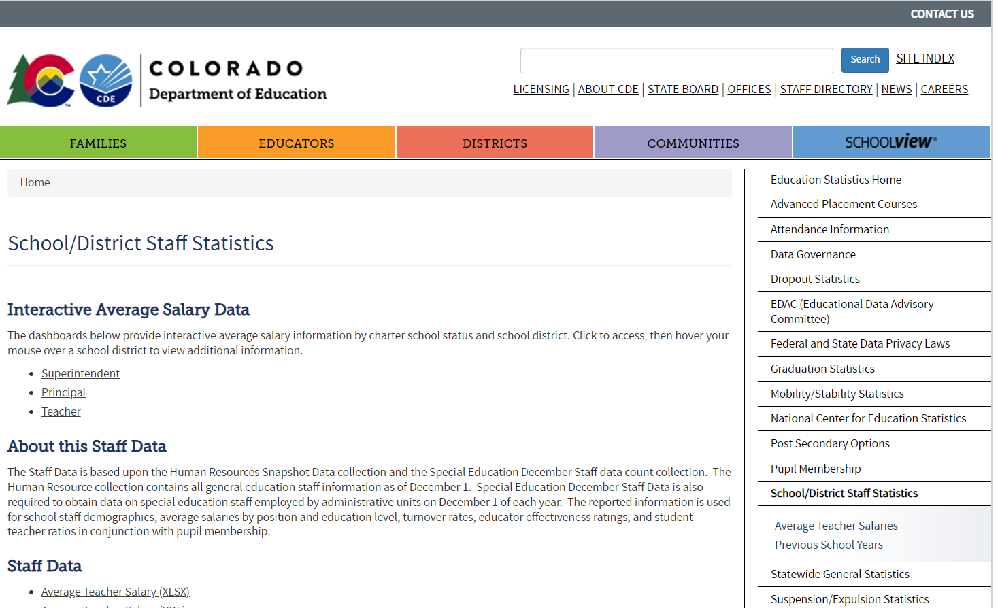 CONTACT US
CDE
COLORADO
Department of Education
Search
SITE INDEX
LICENSING | ABOUT CDE | STATE BOARD | OFFICES | STAFF DIRECTORY | NEWS | CAREERS
FAMILIES
EDUCATORS
DISTRICTS
COMMUNITIES
SCHOOLview®
Home
School/District Staff Statistics
Interactive Average Salary Data
The dashboards below provide interactive average salary information by charter school status and school district. Click to access, then hover your
mouse over a school district to view additional information.
• Superintendent
• Principal
• Teacher
About this Staff Data
The Staff Data is based upon the Human Resources Snapshot Data collection and the Special Education December Staff data count collection.  The
Human Resource collection contains all general education staff information as of December 1.  Special Education December Staff Data is also
required to obtain data on special education staff employed by administrative units on December 1 of each year.  The reported information is used
for school staff demographics, average salaries by position and education level, turnover rates, educator effectiveness ratings, and student
teacher ratios in conjunction with pupil membership.
Staff Data
• Average Teacher Salary (XLSX)
Education Statistics Home
Advanced Placement Courses
Attendance Information
Data Governance
Dropout Statistics
EDAC (Educational Data Advisory
Committee)
Federal and State Data Privacy Laws
Graduation Statistics
Mobility/Stability Statistics
National Center for Education Statistics
Post Secondary Options
Pupil Membership
School/District Staff Statistics
Average Teacher Salaries
Previous School Years
Statewide General Statistics
Suspension/Expulsion Statistics